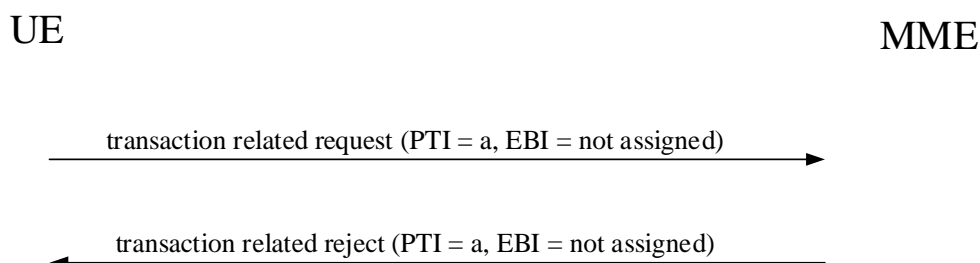 UE
MME
transaction related request (PTI = a, EBI = not assigned)
transaction related reject (PTI = a, EBI = not assigned)